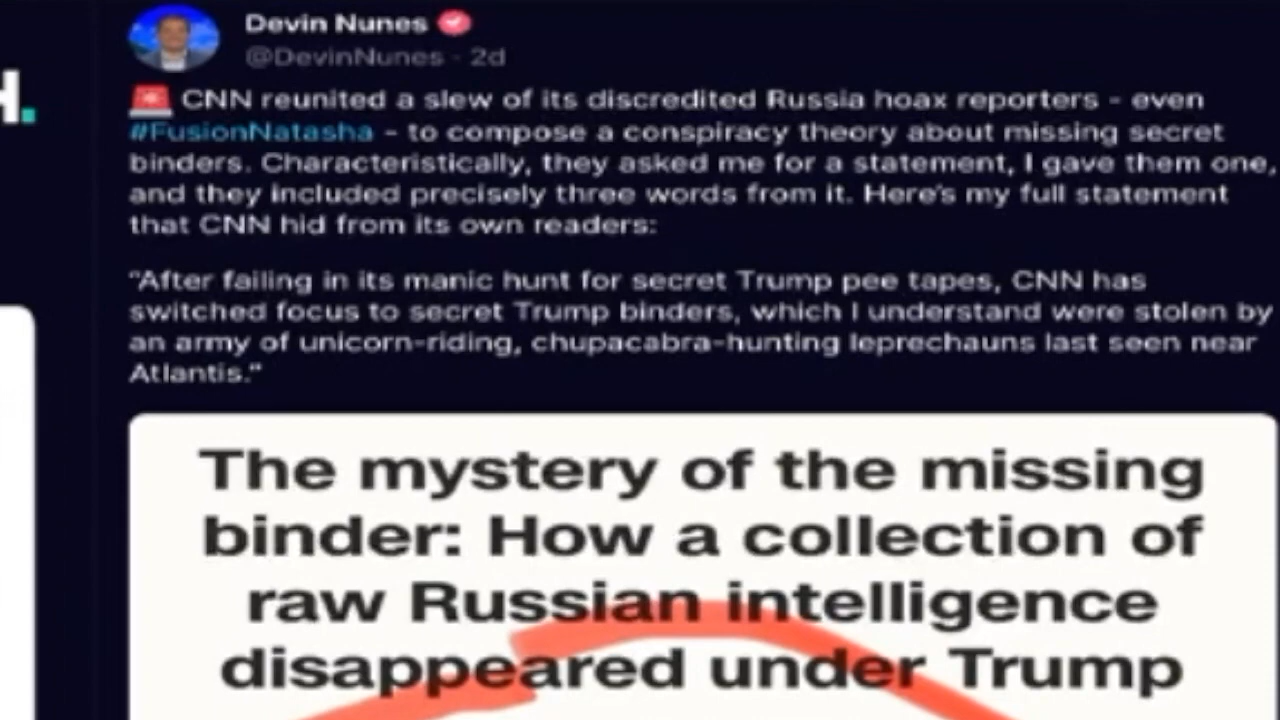 H.
Devin Nunes
@DevinNunes · 2d
🚨 CNN reunited a slew of its discredited Russia hoax reporters - even
#FusionNatasha - to compose a conspiracy theory about missing secret
binders. Characteristically, they asked me for a statement, I gave them one,
and they included precisely three words from it. Here's my full statement
that CNN hid from its own readers:
"After failing in its manic hunt for secret Trump pee tapes, CNN has
switched focus to secret Trump binders, which I understand were stolen by
an army of unicorn-riding, chupacabra-hunting leprechauns last seen near
Atlantis."
The mystery of the missing
binder: How a collection of
raw Russian intelligence
disappeared under Trump